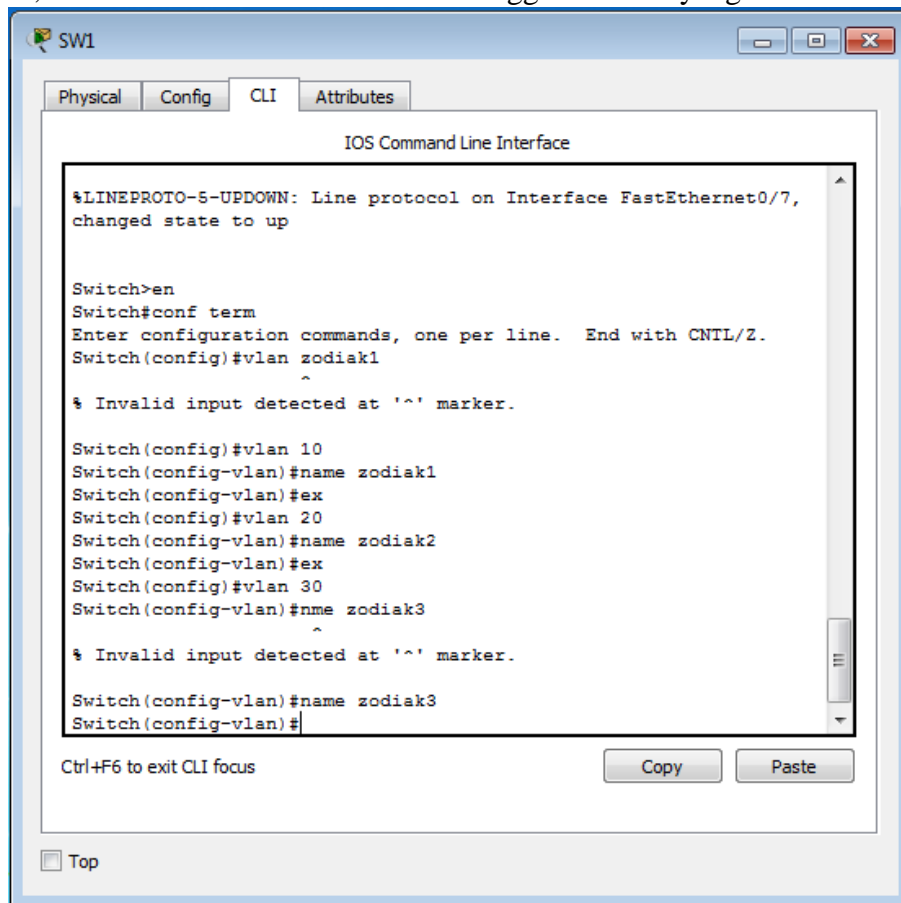 SW1
Physical Config CLI Attributes
IOS Command Line Interface
%LINEPROTO-5-UPDOWN: Line protocol on Interface FastEthernet0/7,
changed state to up
Switch>en
Switch#conf term
Enter configuration commands, one per line.  End with CNTL/Z.
Switch(config)#vlan zodiak1
^
% Invalid input detected at '^' marker.
Switch(config)#vlan 10
Switch(config-vlan)#name zodiak1
Switch(config-vlan)#ex
Switch(config)#vlan 20
Switch(config-vlan)#name zodiak2
Switch(config-vlan)#ex
Switch(config)#vlan 30
Switch(config-vlan)#nme zodiak3
^
% Invalid input detected at '^' marker.
Switch(config-vlan)#name zodiak3
Switch(config-vlan)#
Ctrl+F6 to exit CLI focus
Copy Paste
Top